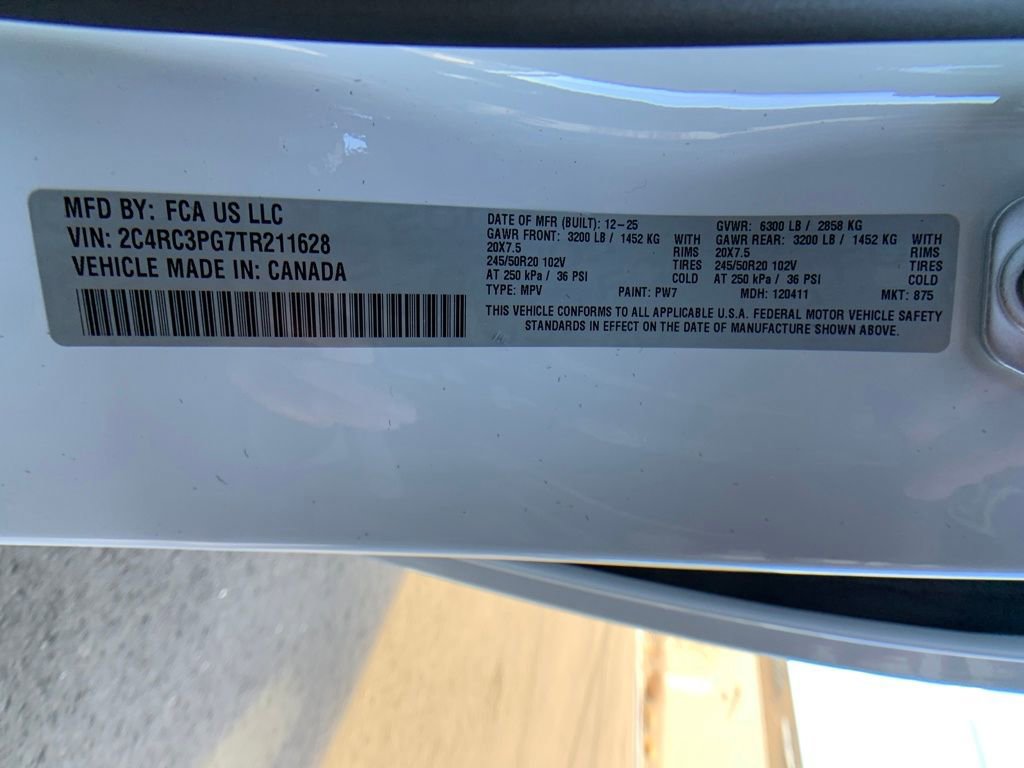 MFD BY: FCA US LLC
VIN: 2C4RC3PG7TR211628
VEHICLE MADE IN: CANADA
DATE OF MFR (BUILT): 12-25 GVWR: 6300 LB / 2858 KG
GAWR FRONT: 3200 LB / 1452 KG WITH GAWR REAR: 3200 LB / 1452 KG WITH
20X7.5 RIMS 20X7.5 RIMS
245/50R20 102V TIRES 245/50R20 102V TIRES
AT 250 kPa / 36 PSI COLD AT 250 kPa / 36 PSI COLD
TYPE: MPV PAINT: PW7 MDH: 120411 MKT: 875
THIS VEHICLE CONFORMS TO ALL APPLICABLE U.S.A. FEDERAL MOTOR VEHICLE SAFETY
STANDARDS IN EFFECT ON THE DATE OF MANUFACTURE SHOWN ABOVE.